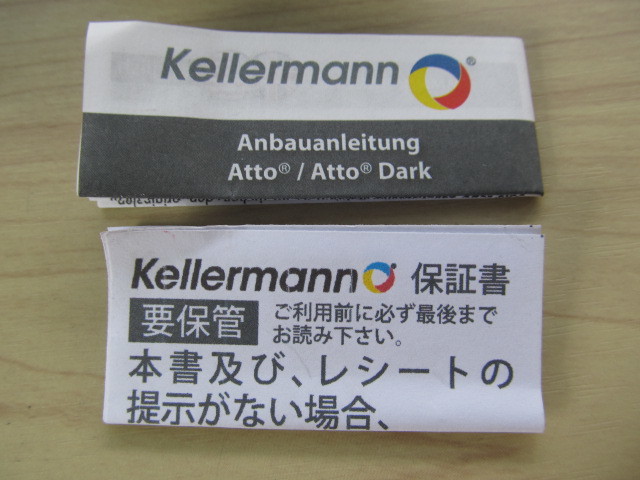 Kellermann®
Anbauanleitung
Atto® / Atto® Dark
Kellermann 保証書
要保管
ご利用前に必ず最後まで
お読み下さい。
本書及び、レシートの
提示がない場合、